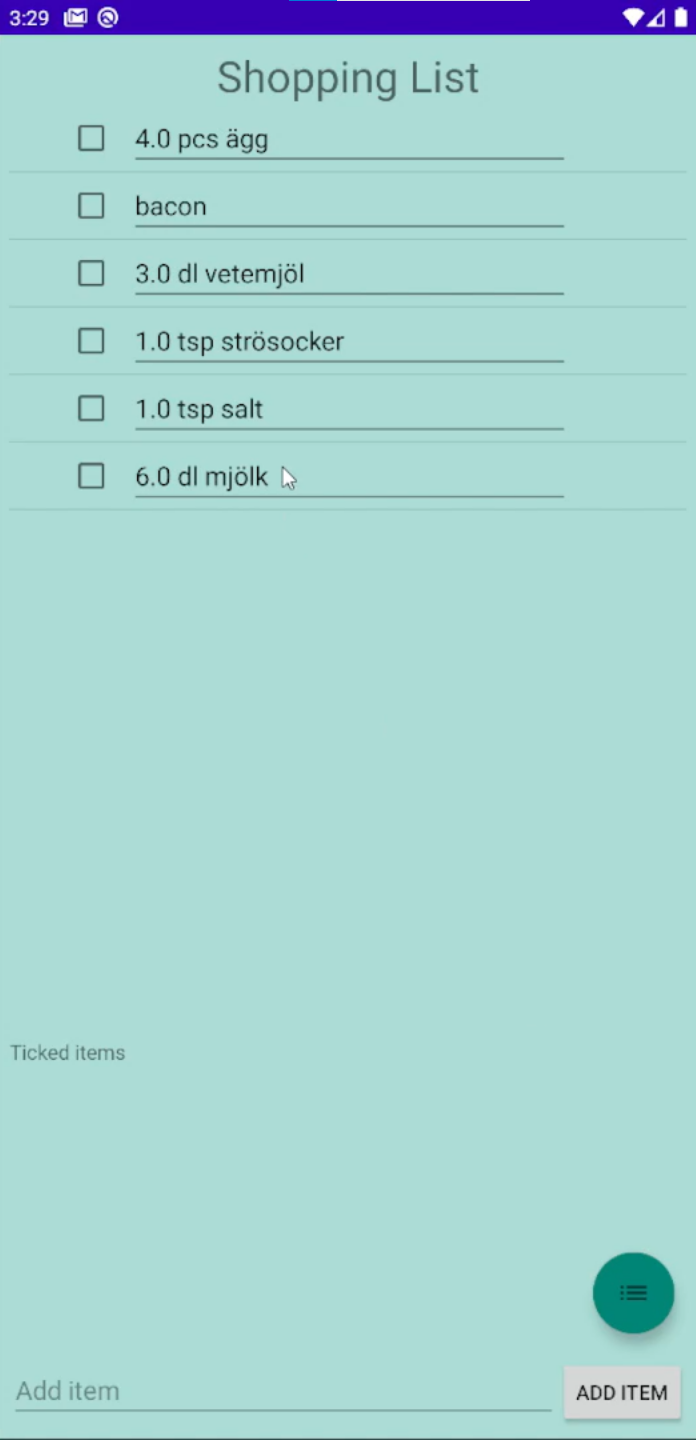 3:29
Shopping List
4.0 pcs ägg
bacon
3.0 dl vetemjöl
1.0 tsp strösocker
1.0 tsp salt
6.0 dl mjölk
Ticked items
Add item
ADD ITEM